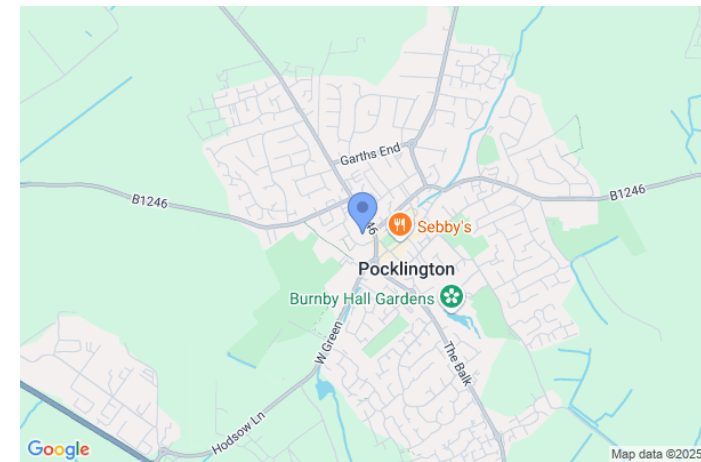 Garths End
B1246
B1246
Sebby's
Pocklington
Burnby Hall Gardens
W Green
The Balk
Hodsow Ln
Google
Map data ©2025